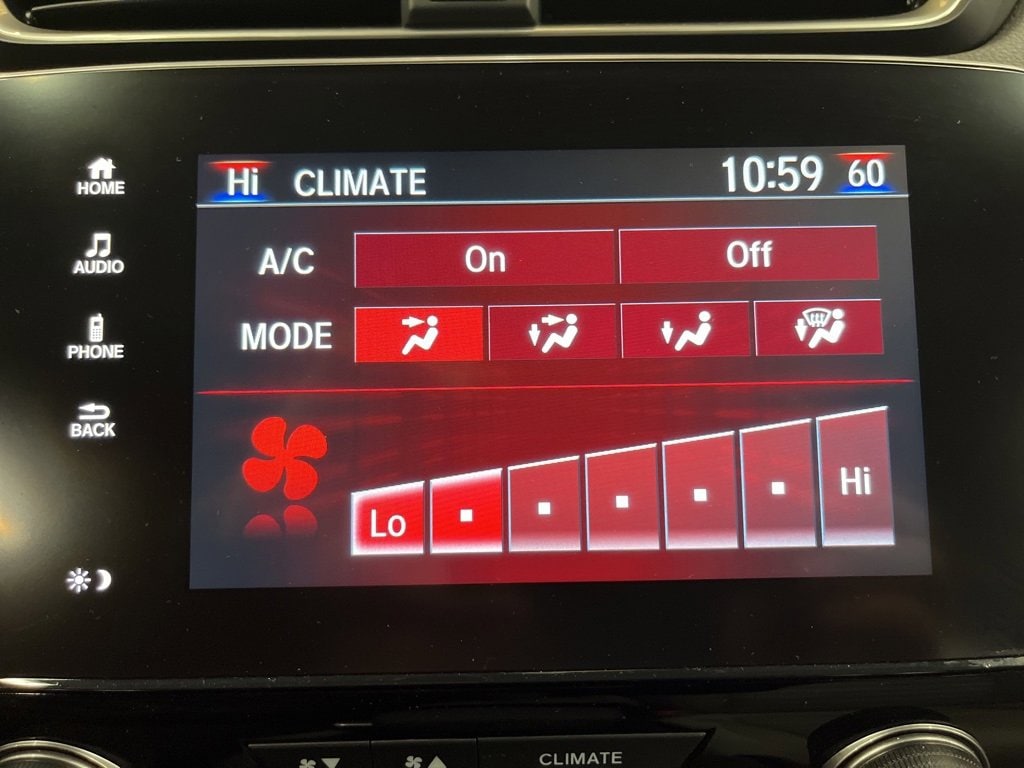 HOME
AUDIO
PHONE
BACK
Hi CLIMATE 10:59 60
A/C On Off
MODE
Lo Hi
CLIMATE